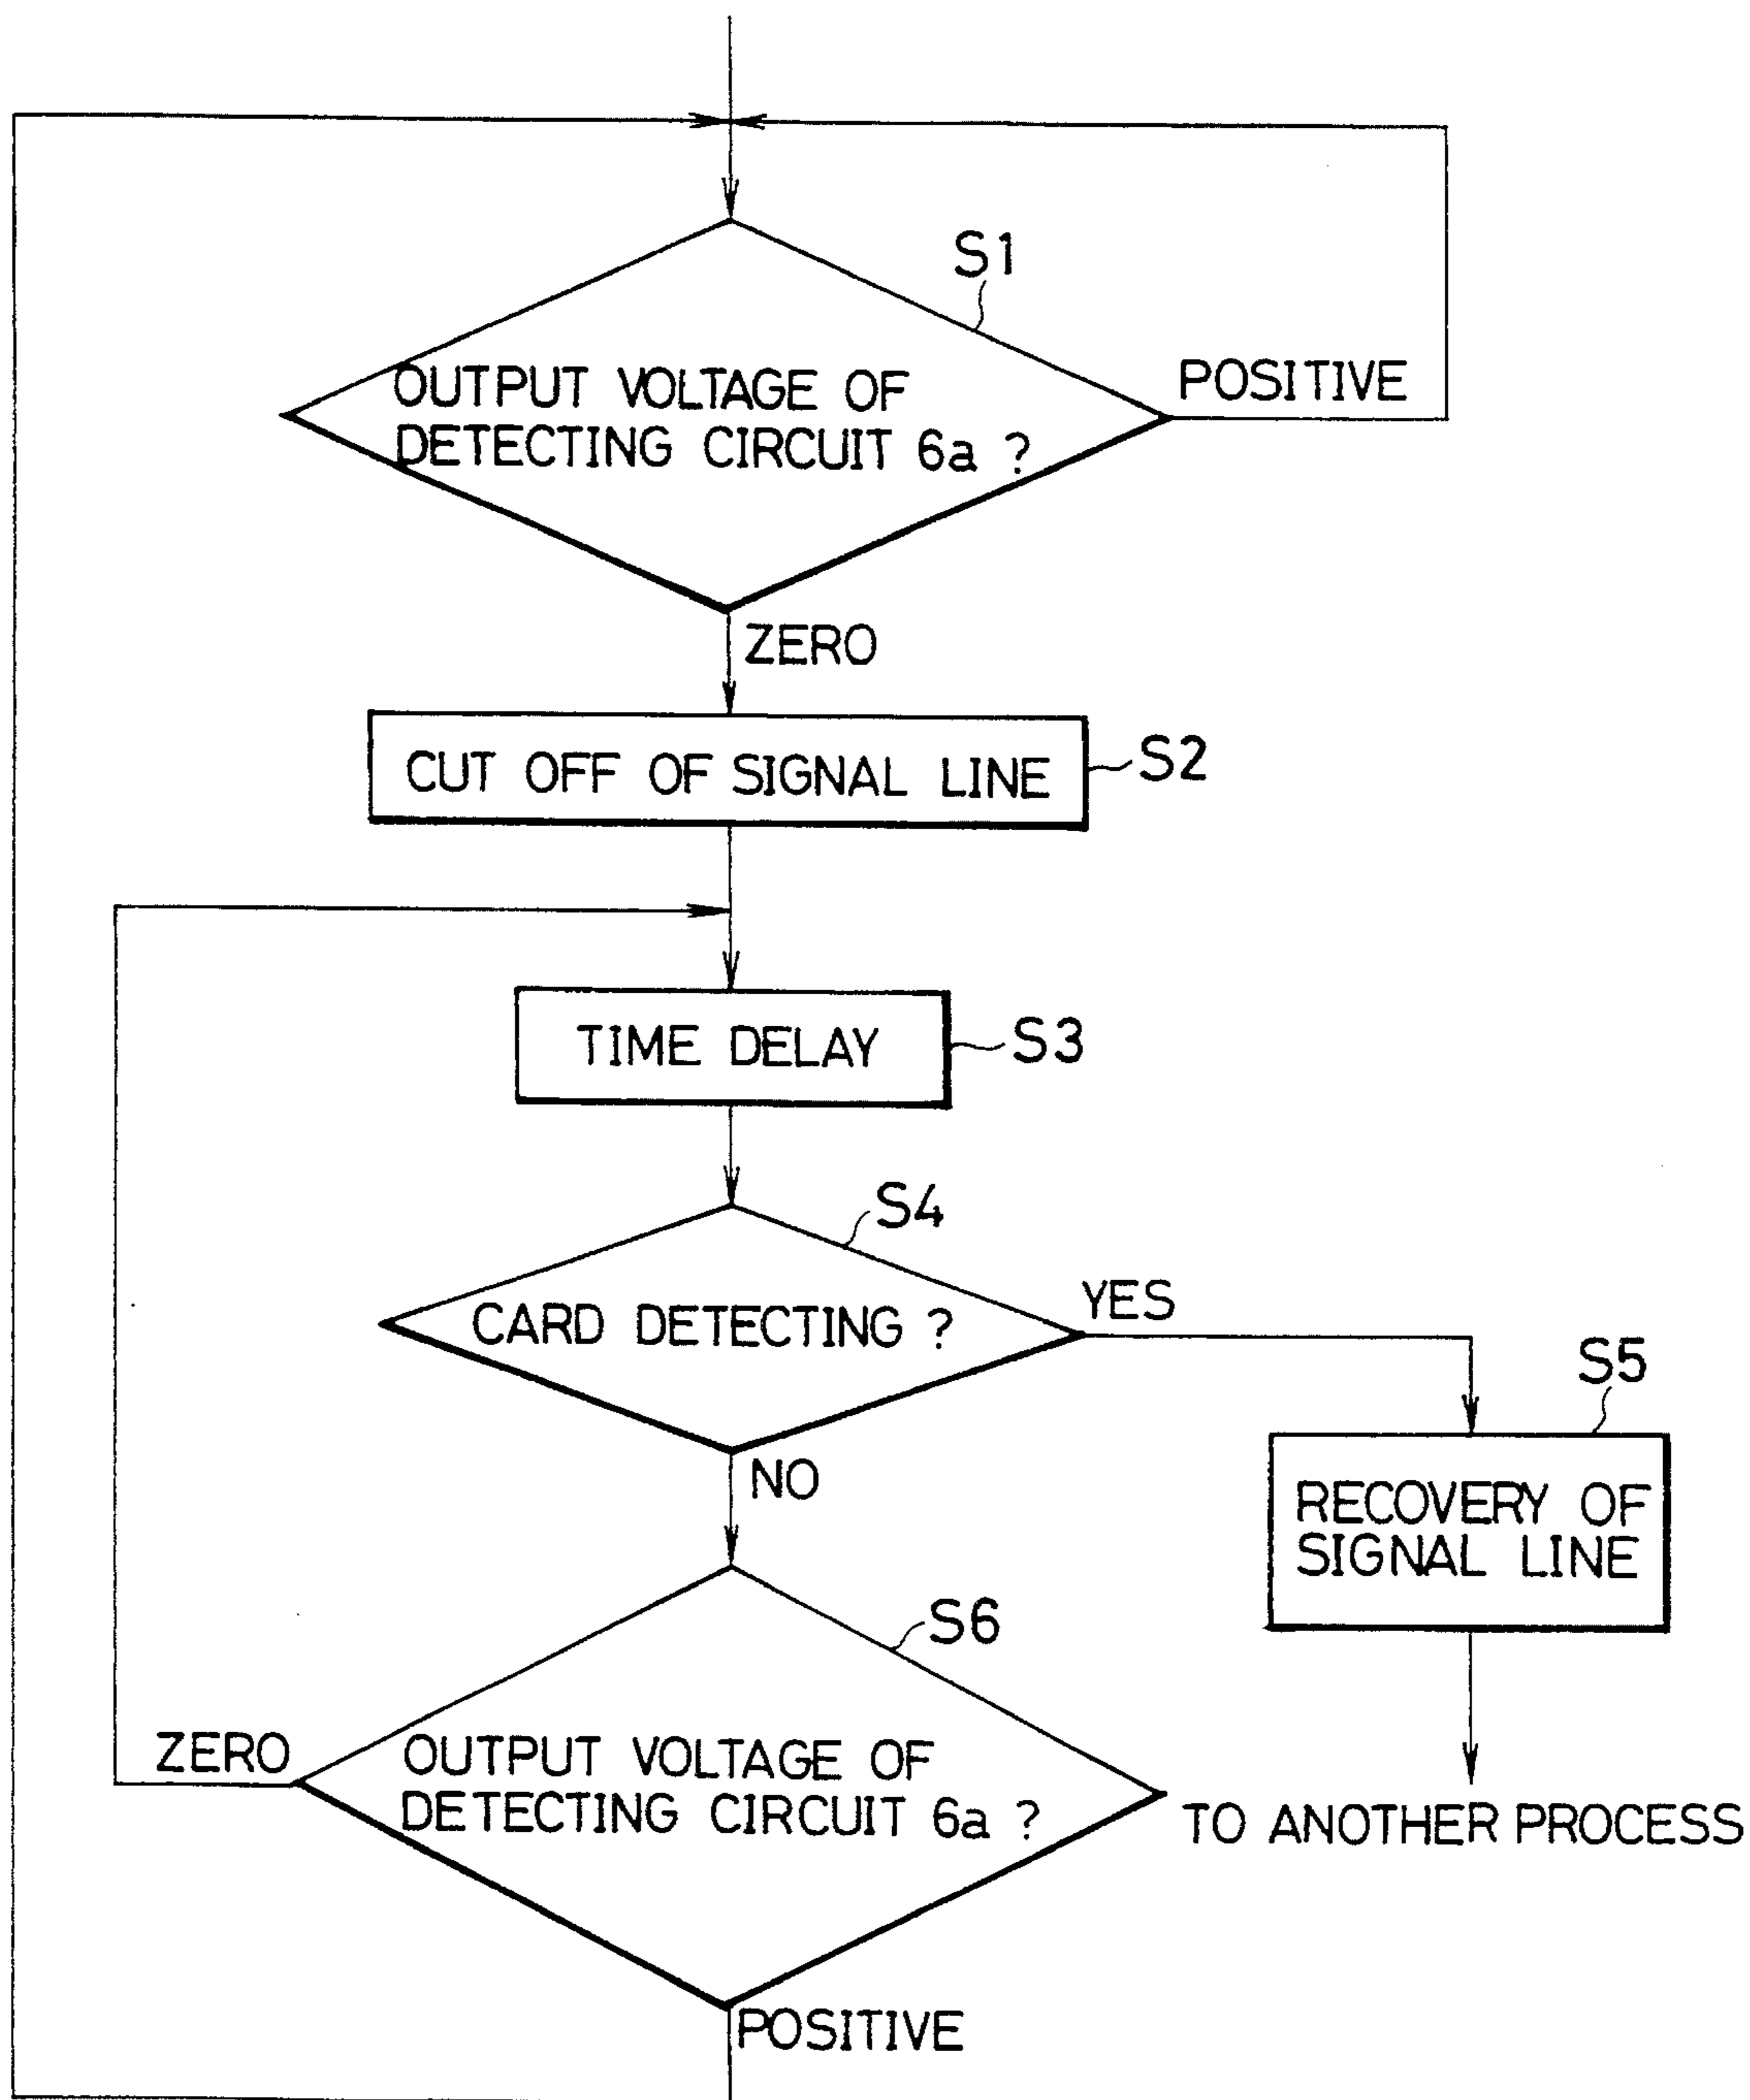 S1
OUTPUT VOLTAGE OF
DETECTING CIRCUIT 6a ?
POSITIVE
ZERO
CUT OFF OF SIGNAL LINE
S2
TIME DELAY
S3
S4
CARD DETECTING ?
YES
NO
S5
RECOVERY OF
SIGNAL LINE
S6
ZERO
OUTPUT VOLTAGE OF
DETECTING CIRCUIT 6a ?
TO ANOTHER PROCESS
POSITIVE